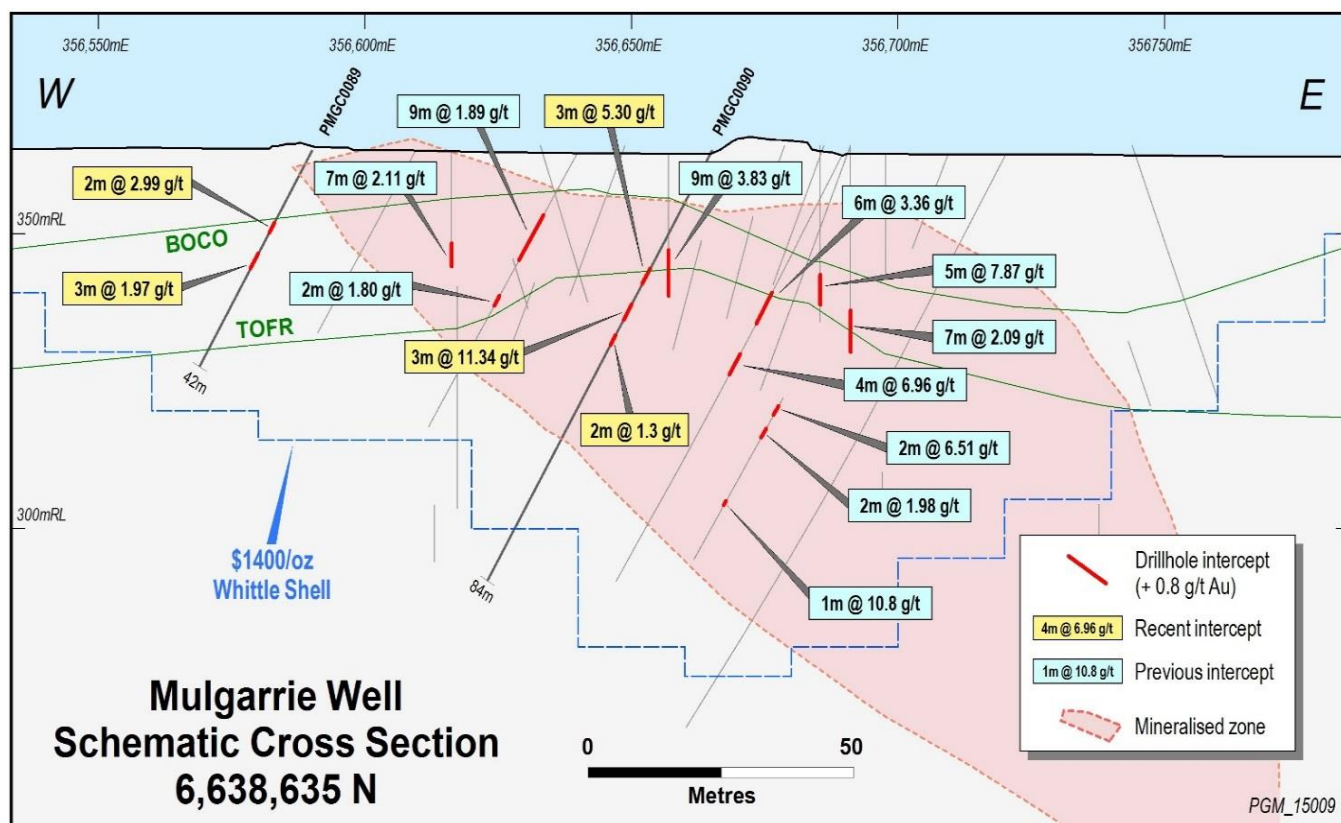 356,550mE
356,600mE
356,650mE
356,700mE
356750mE
W
E
PMGC0089
PMGC0090
9m @ 1.89 g/t
3m @ 5.30 g/t
2m @ 2.99 g/t
7m @ 2.11 g/t
9m @ 3.83 g/t
6m @ 3.36 g/t
350mRL
BOCO
3m @ 1.97 g/t
2m @ 1.80 g/t
5m @ 7.87 g/t
TOFR
7m @ 2.09 g/t
3m @ 11.34 g/t
42m
4m @ 6.96 g/t
2m @ 1.3 g/t
2m @ 6.51 g/t
2m @ 1.98 g/t
300mRL
$1400/oz
Whittle Shell
84m
1m @ 10.8 g/t
Drillhole intercept
(+ 0.8 g/t Au)
4m @ 6.96 g/t
Recent intercept
1m @ 10.8 g/t
Previous intercept
Mineralised zone
Mulgarrie Well
Schematic Cross Section
6,638,635 N
0
50
Metres
PGM_15009